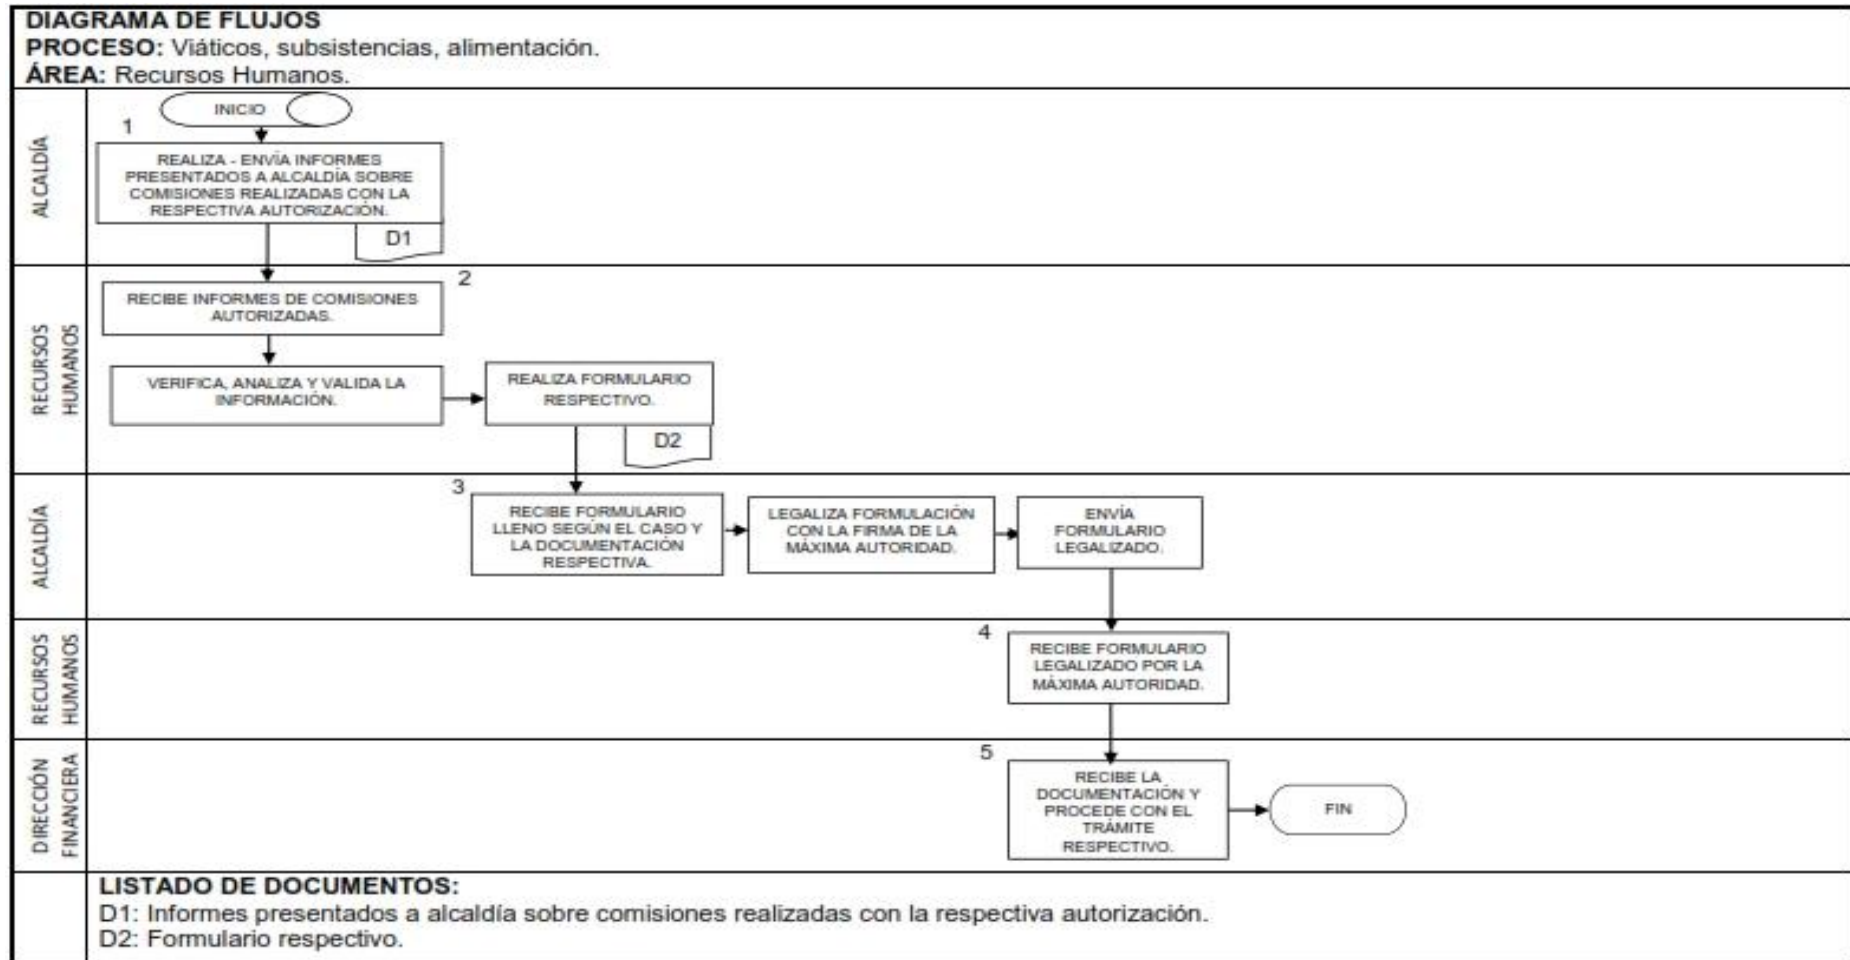 DIAGRAMA DE FLUJOS
PROCESO: Viáticos, subsistencias, alimentación.
ÁREA: Recursos Humanos.
ALCALDÍA
INICIO
1
REALIZA - ENVÍA INFORMES
PRESENTADOS A ALCALDÍA SOBRE
COMISIONES REALIZADAS CON LA
RESPECTIVA AUTORIZACIÓN.
D1
RECURSOS
HUMANOS
2
RECIBE INFORMES DE COMISIONES
AUTORIZADAS.
VERIFICA, ANALIZA Y VALIDA LA
INFORMACIÓN.
REALIZA FORMULARIO
RESPECTIVO.
D2
ALCALDÍA
3
RECIBE FORMULARIO
LLENO SEGÚN EL CASO Y
LA DOCUMENTACIÓN
RESPECTIVA.
LEGALIZA FORMULACIÓN
CON LA FIRMA DE LA
MÁXIMA AUTORIDAD.
ENVÍA
FORMULARIO
LEGALIZADO.
RECURSOS
HUMANOS
4
RECIBE FORMULARIO
LEGALIZADO POR LA
MÁXIMA AUTORIDAD.
DIRECCIÓN
FINANCIERA
5
RECIBE LA
DOCUMENTACIÓN Y
PROCEDE CON EL
TRÁMITE
RESPECTIVO.
FIN
LISTADO DE DOCUMENTOS:
D1: Informes presentados a alcaldía sobre comisiones realizadas con la respectiva autorización.
D2: Formulario respectivo.